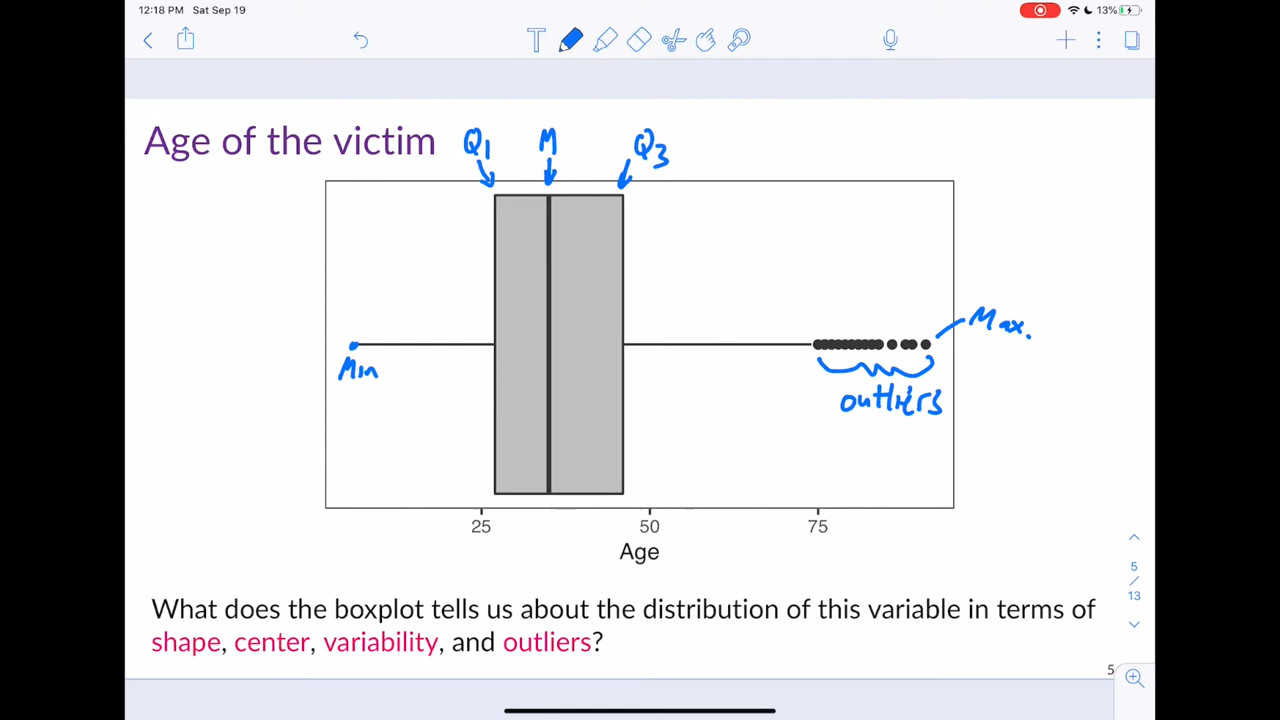 12:18 PM Sat Sep 19
13%
T
Age of the victim
Q1 M Q3
Min
Max.
outliers
25 50 75
Age
5
/
13
What does the boxplot tells us about the distribution of this variable in terms of
shape, center, variability, and outliers?
5